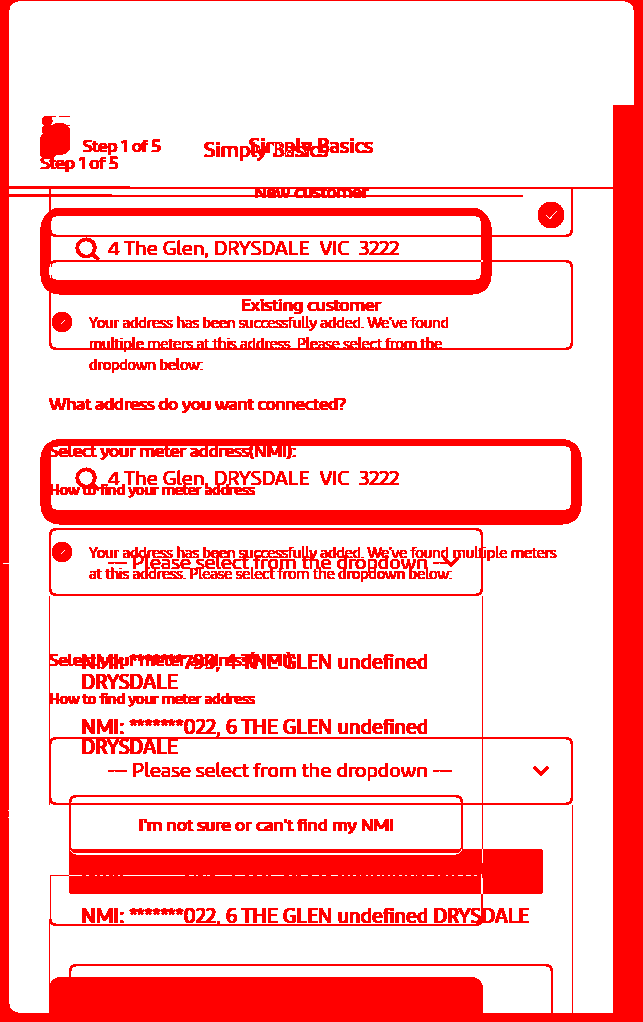 Step 1 of 5
Simply Basics
Step 1 of 5
Simply Basics
New customer
4 The Glen, DRYSDALE VIC 3222
Existing customer
Your address has been successfully added. We've found
multiple meters at this address. Please select from the
dropdown below:
What address do you want connected?
Select your meter address(NMI):
4 The Glen, DRYSDALE VIC 3222
How to find your meter address
Your address has been successfully added. We've found multiple meters
--- Please select from the dropdown ---
at this address. Please select from the dropdown below:
Select your meter address(NMI):
NMI: *******793, 4 THE GLEN undefined
DRYSDALE
How to find your meter address
NMI: *******022, 6 THE GLEN undefined
DRYSDALE
--- Please select from the dropdown ---
I'm not sure or can't find my NMI
NMI: *******022, 6 THE GLEN undefined DRYSDALE